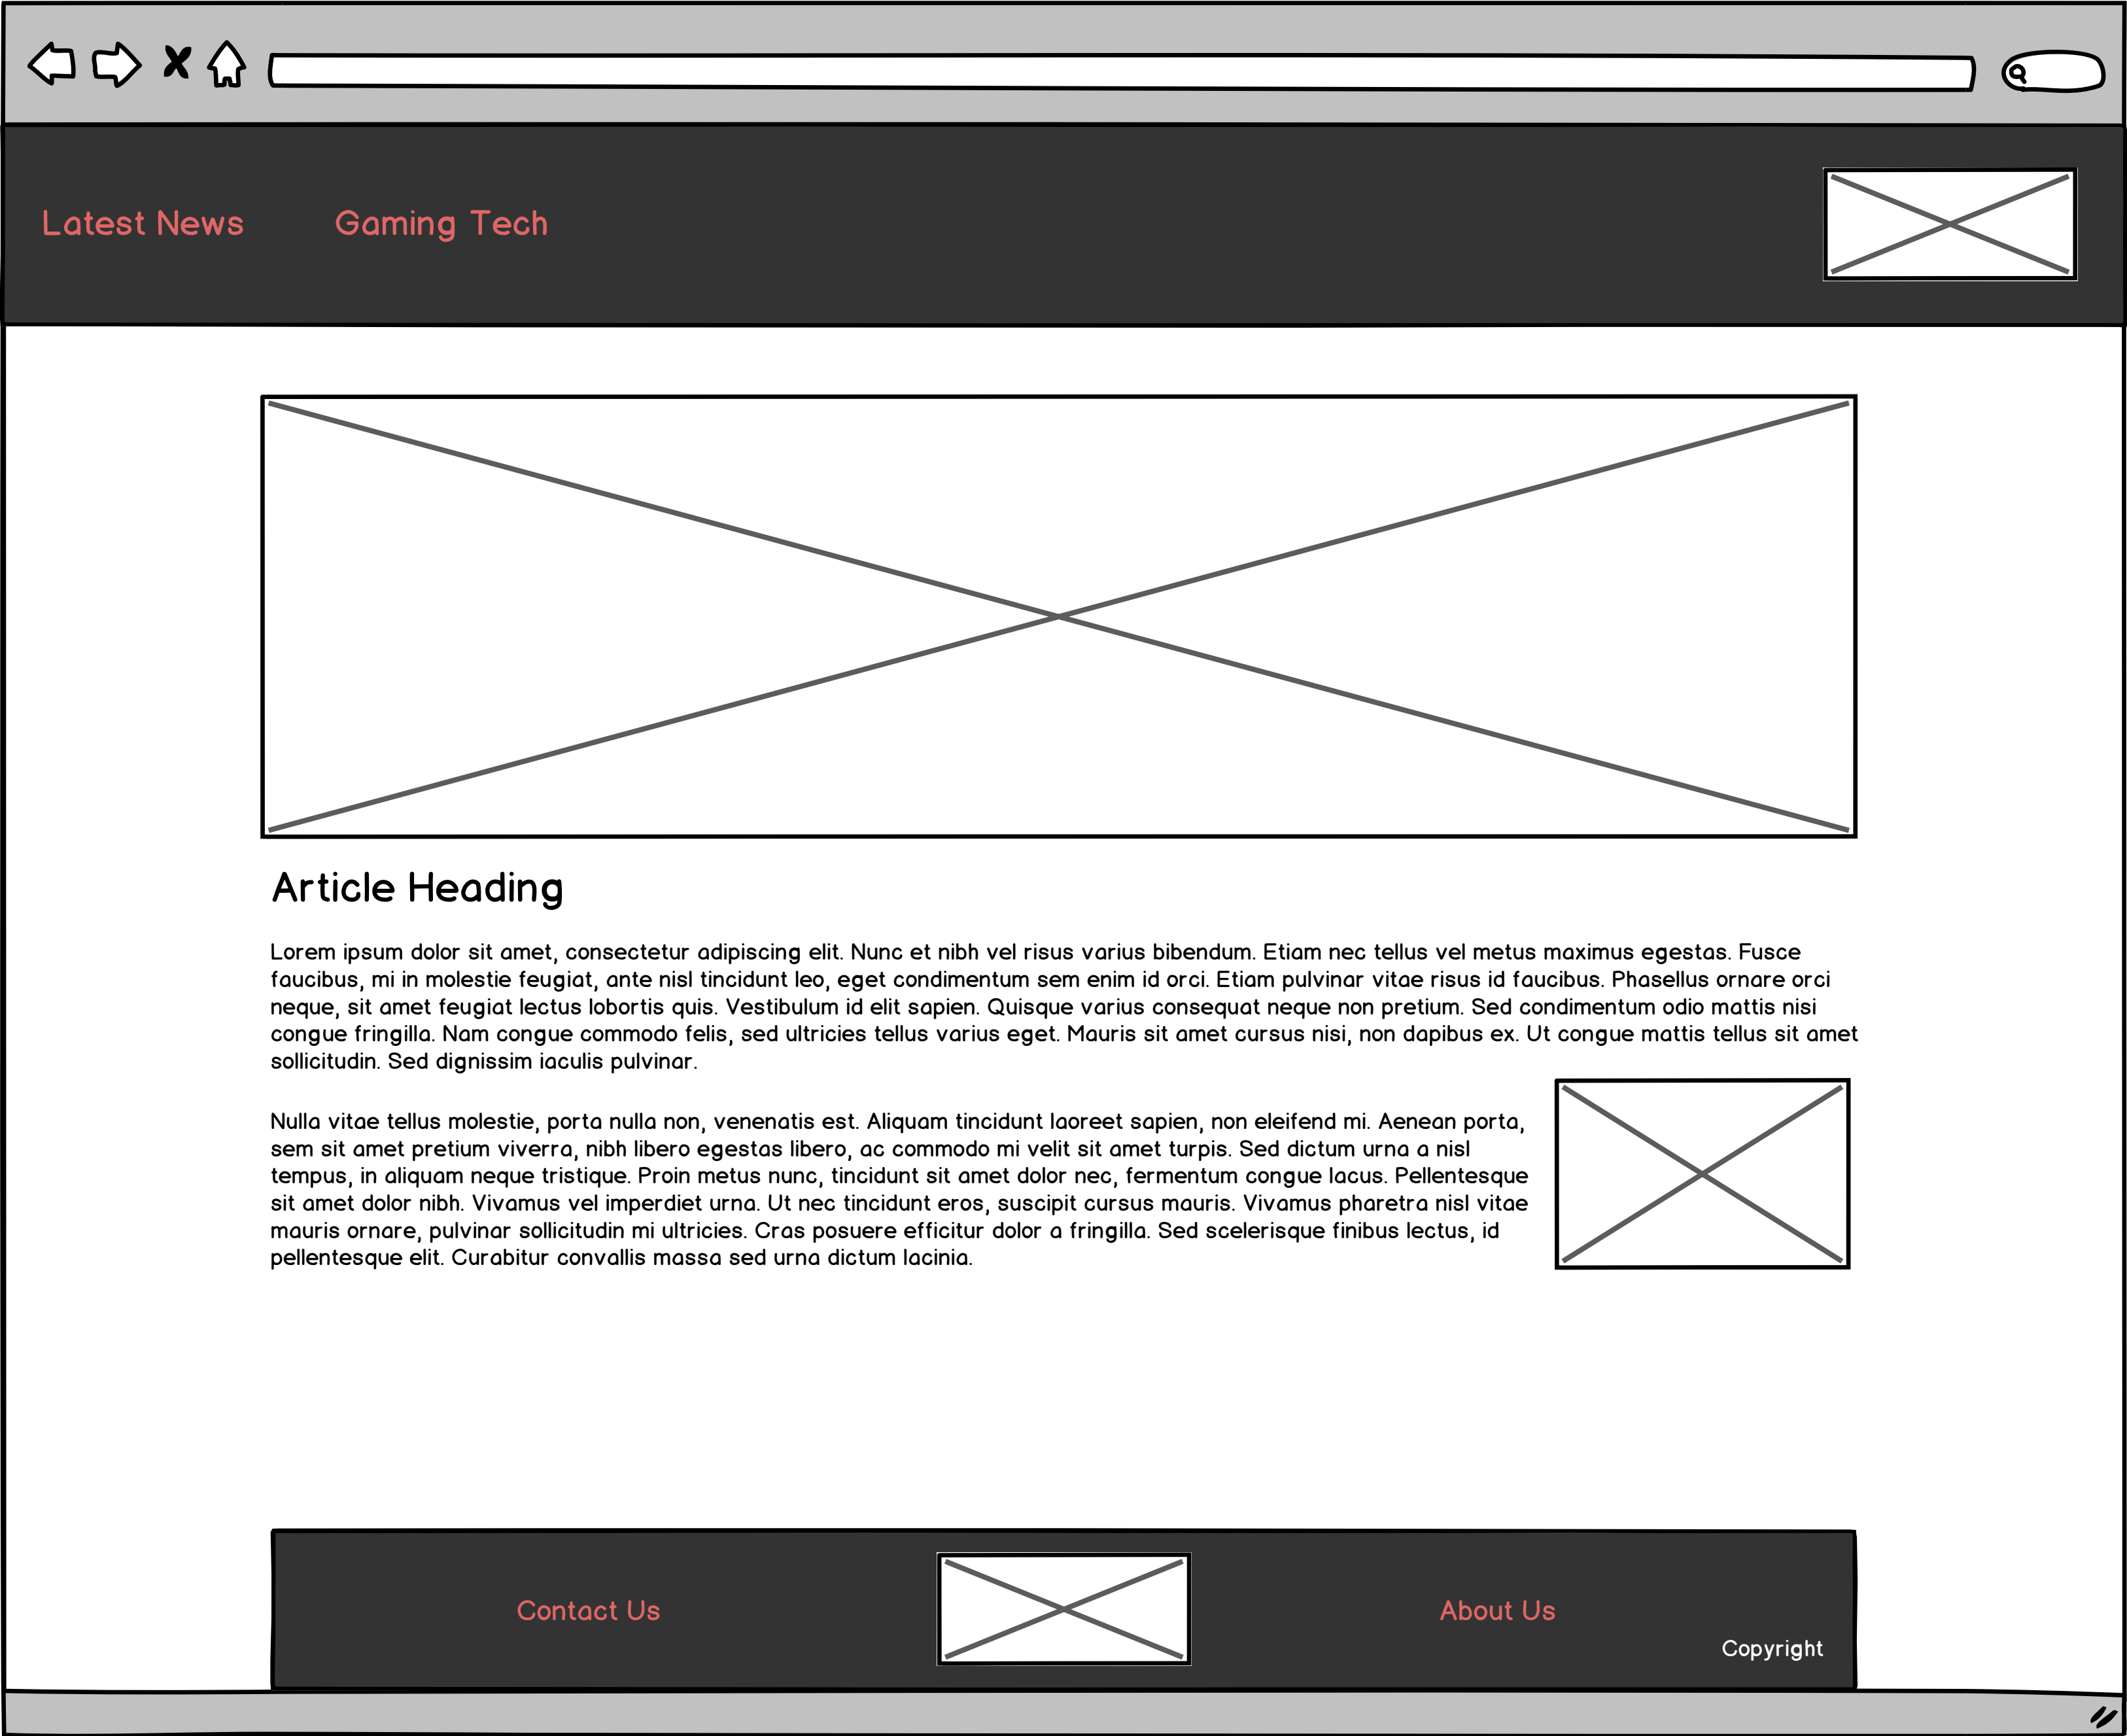 Latest News
Gaming Tech
Article Heading
Lorem ipsum dolor sit amet, consectetur adipiscing elit. Nunc et nibh vel risus varius bibendum. Etiam nec tellus vel metus maximus egestas. Fusce
faucibus, mi in molestie feugiat, ante nisl tincidunt leo, eget condimentum sem enim id orci. Etiam pulvinar vitae risus id faucibus. Phasellus ornare orci
neque, sit amet feugiat lectus lobortis quis. Vestibulum id elit sapien. Quisque varius consequat neque non pretium. Sed condimentum odio mattis nisi
congue fringilla. Nam congue commodo felis, sed ultricies tellus varius eget. Mauris sit amet cursus nisi, non dapibus ex. Ut congue mattis tellus sit amet
sollicitudin. Sed dignissim iaculis pulvinar.
Nulla vitae tellus molestie, porta nulla non, venenatis est. Aliquam tincidunt laoreet sapien, non eleifend mi. Aenean porta,
sem sit amet pretium viverra, nibh libero egestas libero, ac commodo mi velit sit amet turpis. Sed dictum urna a nisl
tempus, in aliquam neque tristique. Proin metus nunc, tincidunt sit amet dolor nec, fermentum congue lacus. Pellentesque
sit amet dolor nibh. Vivamus vel imperdiet urna. Ut nec tincidunt eros, suscipit cursus mauris. Vivamus pharetra nisl vitae
mauris ornare, pulvinar sollicitudin mi ultricies. Cras posuere efficitur dolor a fringilla. Sed scelerisque finibus lectus, id
pellentesque elit. Curabitur convallis massa sed urna dictum lacinia.
Contact Us
About Us
Copyright